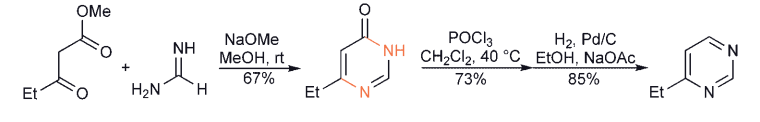 OMe
O
O
Et
+
NH
H₂N
H
NaOMe
MeOH, rt
67%
O
NH
N
Et
POCl₃
CH₂Cl₂, 40 °C
73%
H₂, Pd/C
EtOH, NaOAc
85%
N
N
Et